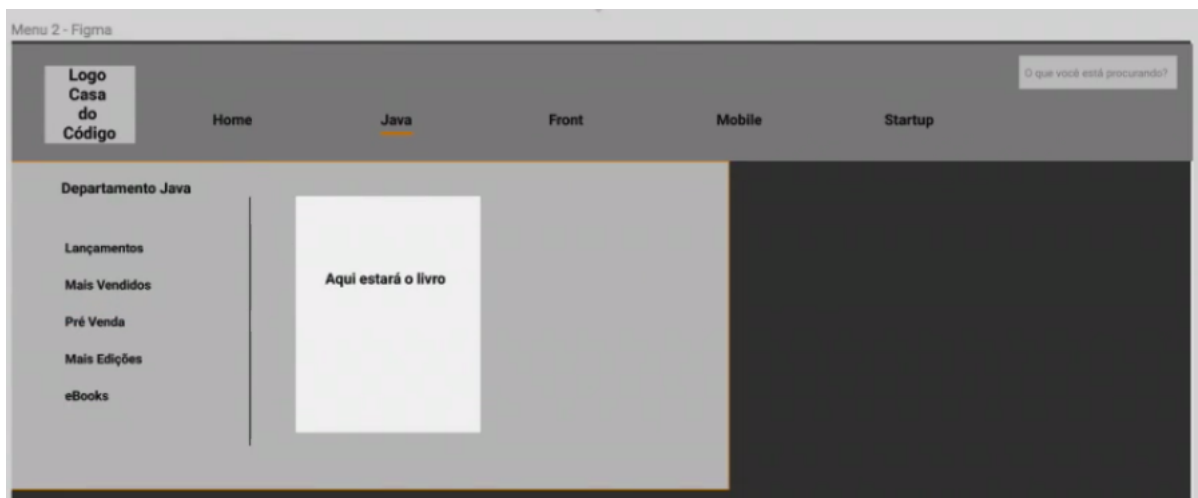 Menu 2 - Figma
O que você está procurando?
Logo
Casa
do
Código
Home Java Front Mobile Startup
Departamento Java
Lançamentos
Mais Vendidos
Pré Venda
Mais Edições
eBooks
Aqui estará o livro